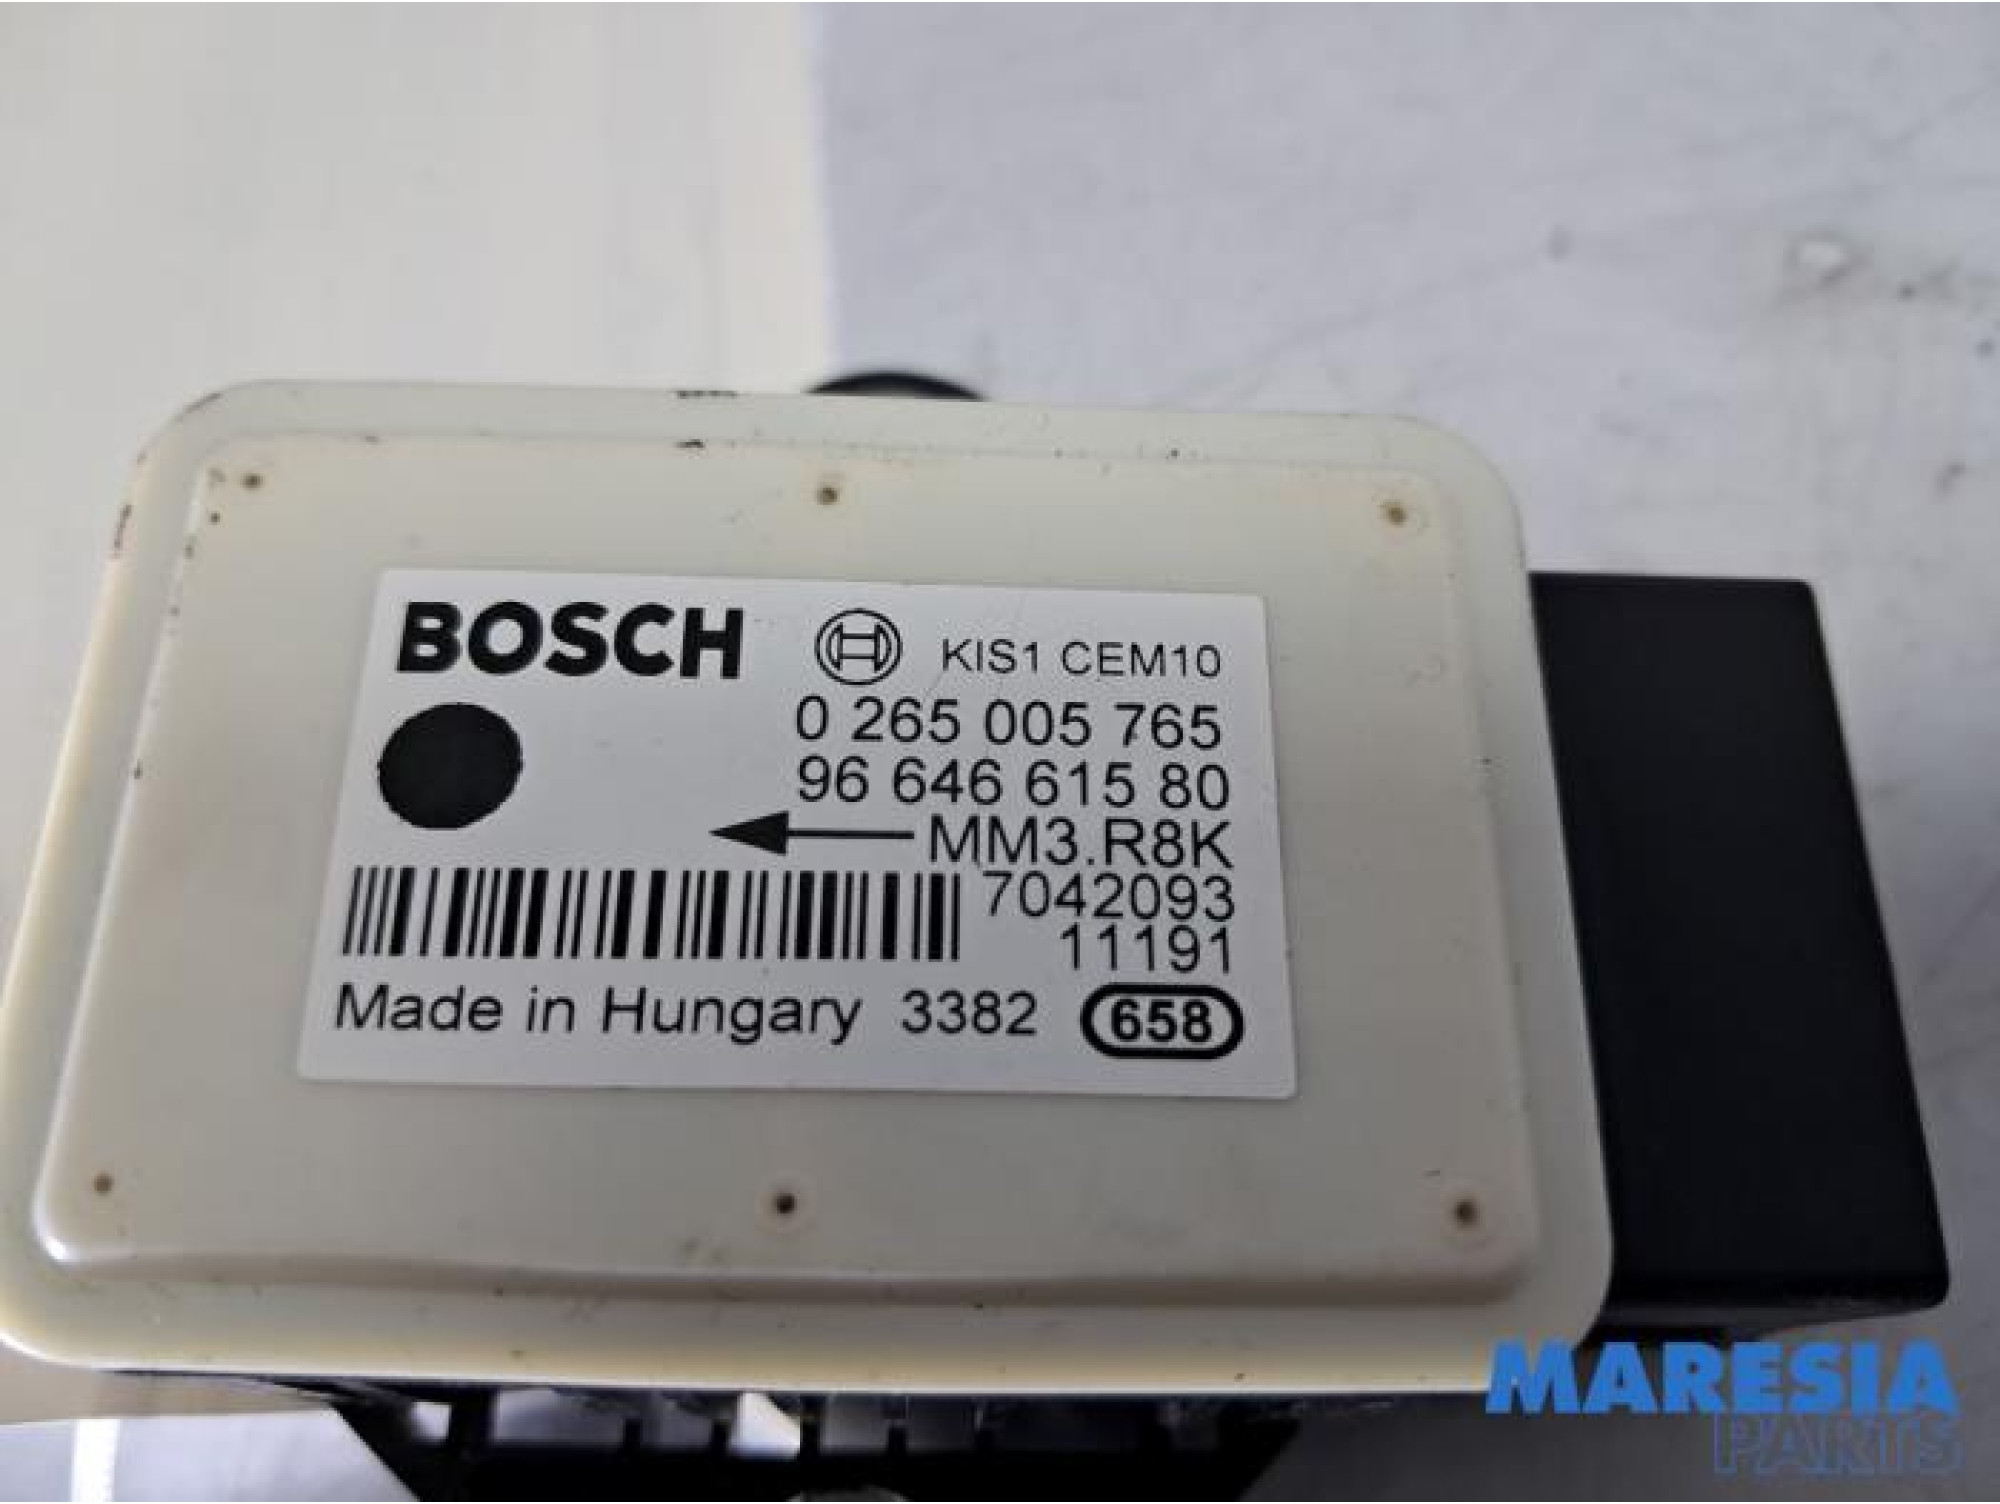 BOSCH KIS1 CEM10
0 265 005 765
96 646 615 80
MM3.R8K
7042093
11191
Made in Hungary 3382 658
MARESIA
PARTS